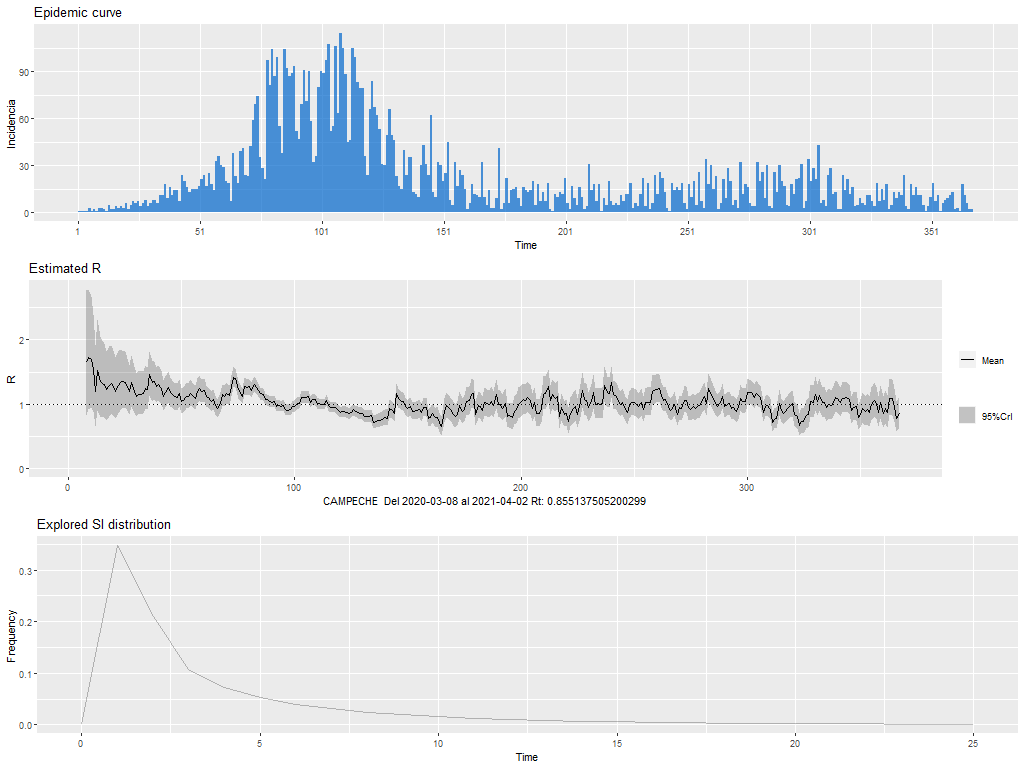 Epidemic curve
Incidencia
90
60
30
0
1
51
101
151
201
251
301
351
Time
Estimated R
R
2
1
0
0
100
200
300
CAMPECHE Del 2020-03-08 al 2021-04-02 Rt: 0.855137505200299
Mean
95%CrI
Explored SI distribution
Frequency
0.3
0.2
0.1
0.0
0
5
10
15
20
25
Time